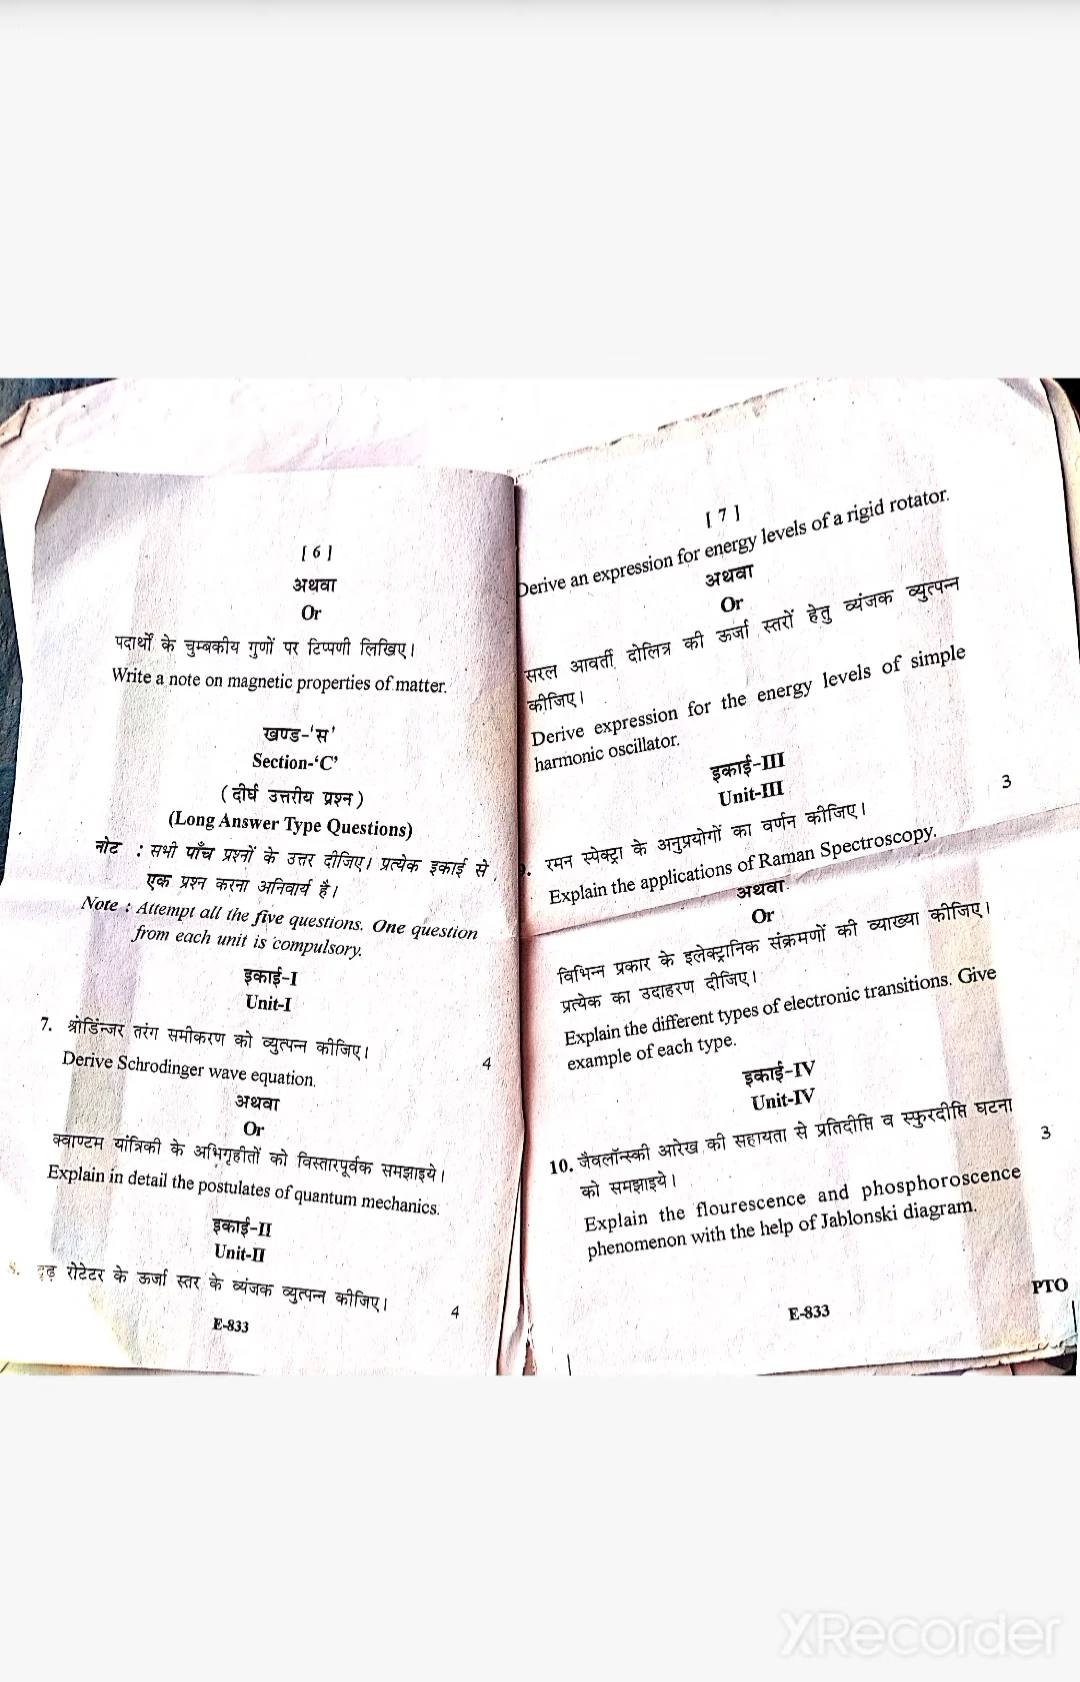 [ 6 ]
अथवा
Or
पदार्थों के चुम्बकीय गुणों पर टिप्पणी लिखिए।
Write a note on magnetic properties of matter.
खण्ड-'स'
Section-'C'
( दीर्घ उत्तरीय प्रश्न )
(Long Answer Type Questions)
नोट : सभी पाँच प्रश्नों के उत्तर दीजिए। प्रत्येक इकाई से
एक प्रश्न करना अनिवार्य है।
Note : Attempt all the five questions. One question
from each unit is compulsory.
इकाई-I
Unit-I
7. श्रोडिंन्जर तरंग समीकरण को व्युत्पन्न कीजिए। 4
Derive Schrodinger wave equation.
अथवा
Or
क्वाण्टम यांत्रिकी के अभिगृहीतों को विस्तारपूर्वक समझाइये।
Explain in detail the postulates of quantum mechanics.
इकाई-II
Unit-II
8. दृढ़ रोटेटर के ऊर्जा स्तर के व्यंजक व्युत्पन्न कीजिए। 4
E-833
[ 7 ]
Derive an expression for energy levels of a rigid rotator.
अथवा
Or
सरल आवर्ती दोलित्र की ऊर्जा स्तरों हेतु व्यंजक व्युत्पन्न
कीजिए।
Derive expression for the energy levels of simple
harmonic oscillator.
इकाई-III
Unit-III
9. रमन स्पेक्ट्रा के अनुप्रयोगों का वर्णन कीजिए। 3
Explain the applications of Raman Spectroscopy.
अथवा
Or
विभिन्न प्रकार के इलेक्ट्रानिक संक्रमणों की व्याख्या कीजिए।
प्रत्येक का उदाहरण दीजिए।
Explain the different types of electronic transitions. Give
example of each type.
इकाई-IV
Unit-IV
10. जैवलॉन्स्की आरेख की सहायता से प्रतिदीप्ति व स्फुरदीप्ति घटना
को समझाइये। 3
Explain the flourescence and phosphoroscence
phenomenon with the help of Jablonski diagram.
E-833
PTO
XRecorder